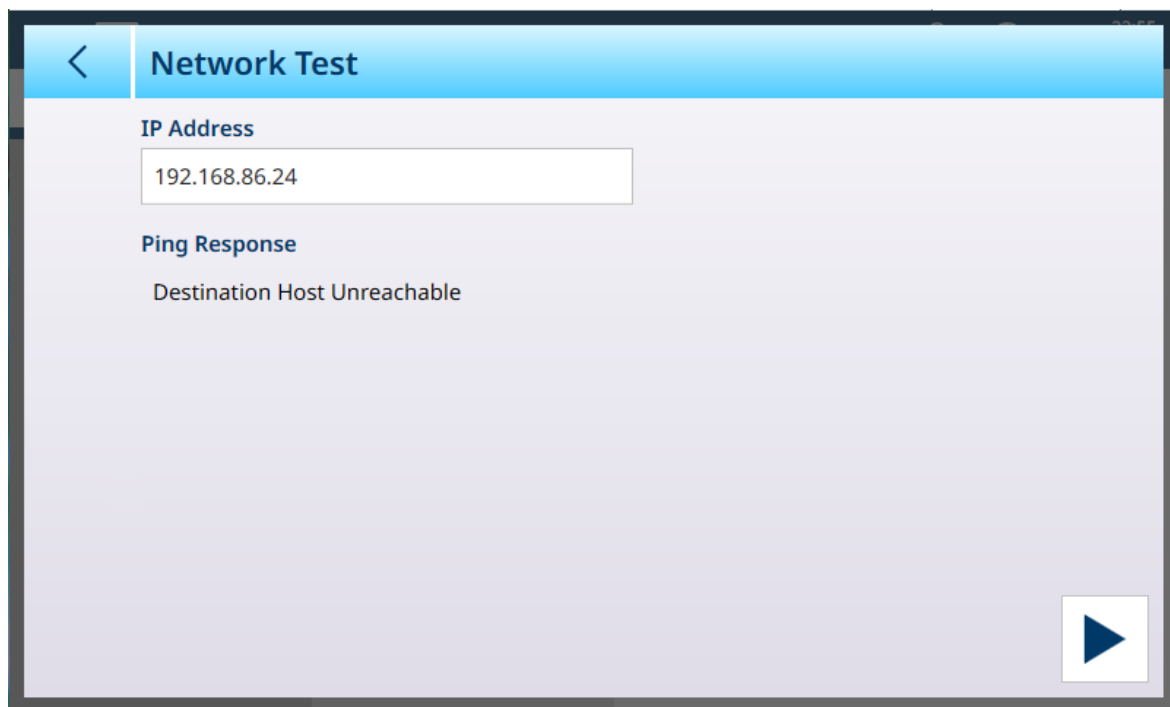 Network Test
IP Address
192.168.86.24
Ping Response
Destination Host Unreachable